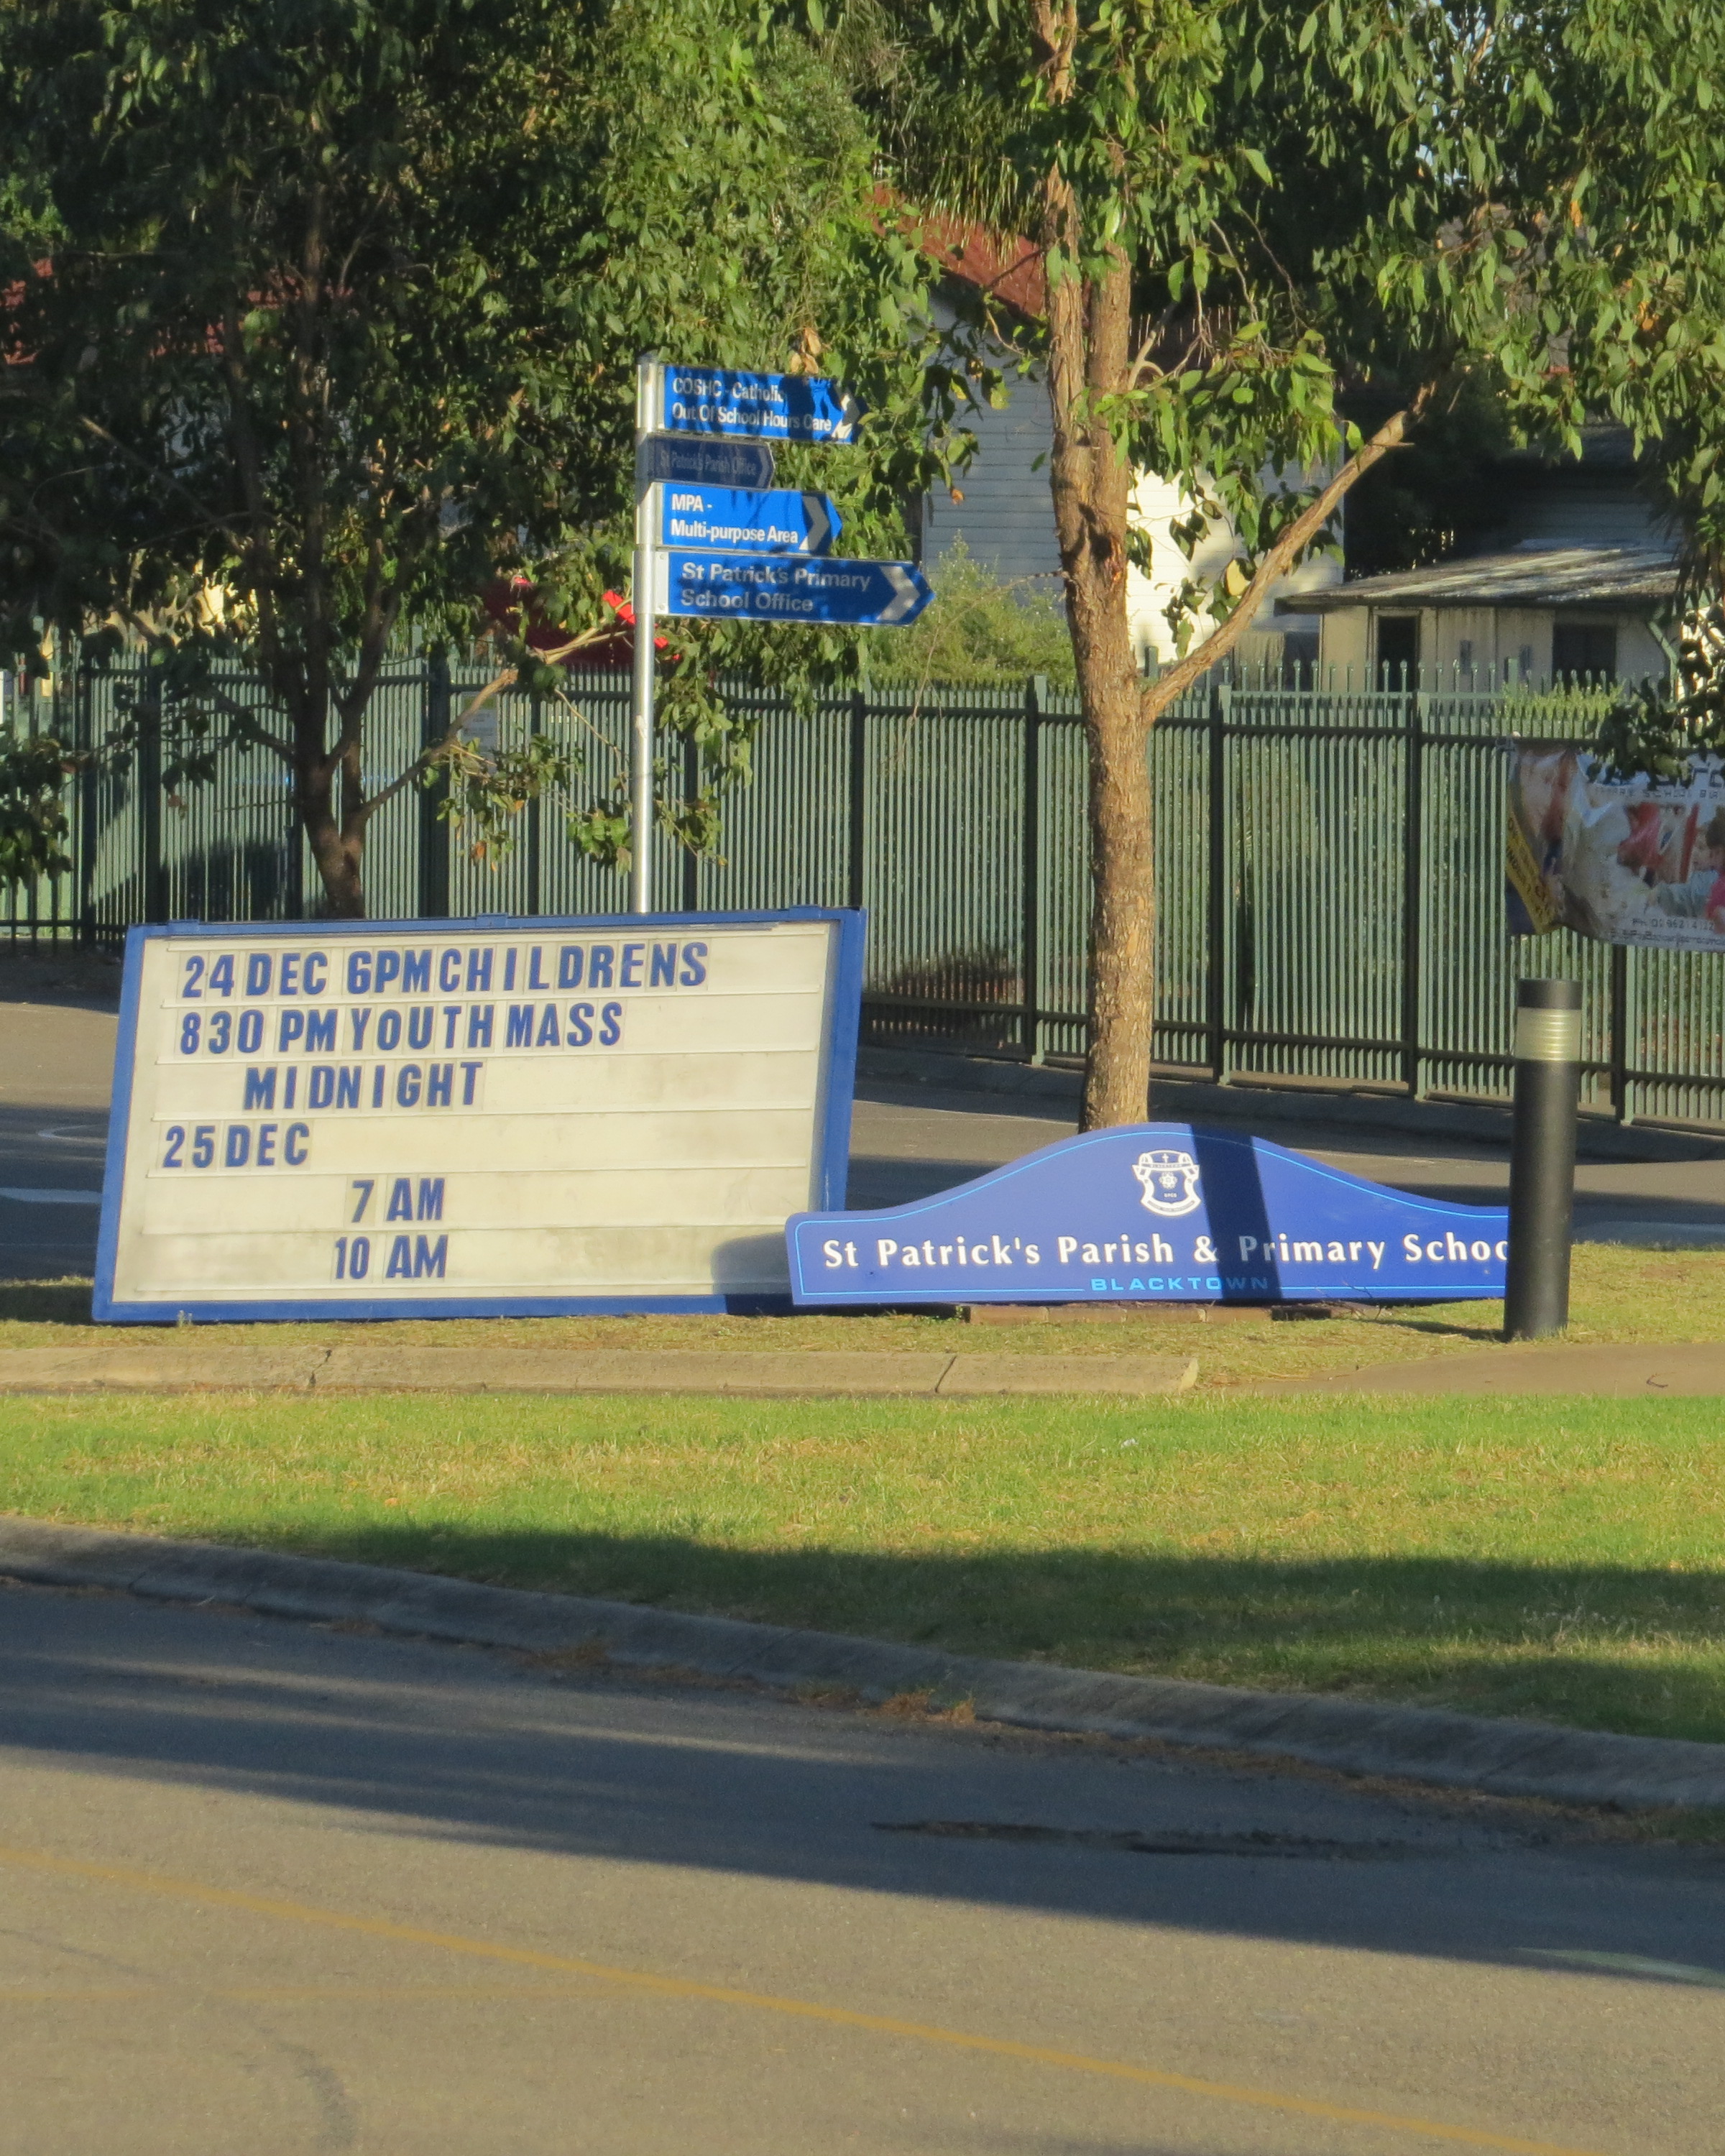 COSHC - Catholic
Out Of School Hours Care
St Patrick's Parish Office
MPA -
Multi-purpose Area
St Patrick's Primary
School Office
24 DEC 6PM CHILDRENS
830 PM YOUTH MASS
MIDNIGHT
25 DEC
7 AM
10 AM
St Patrick's Parish & Primary Schoo
BLACKTOWN